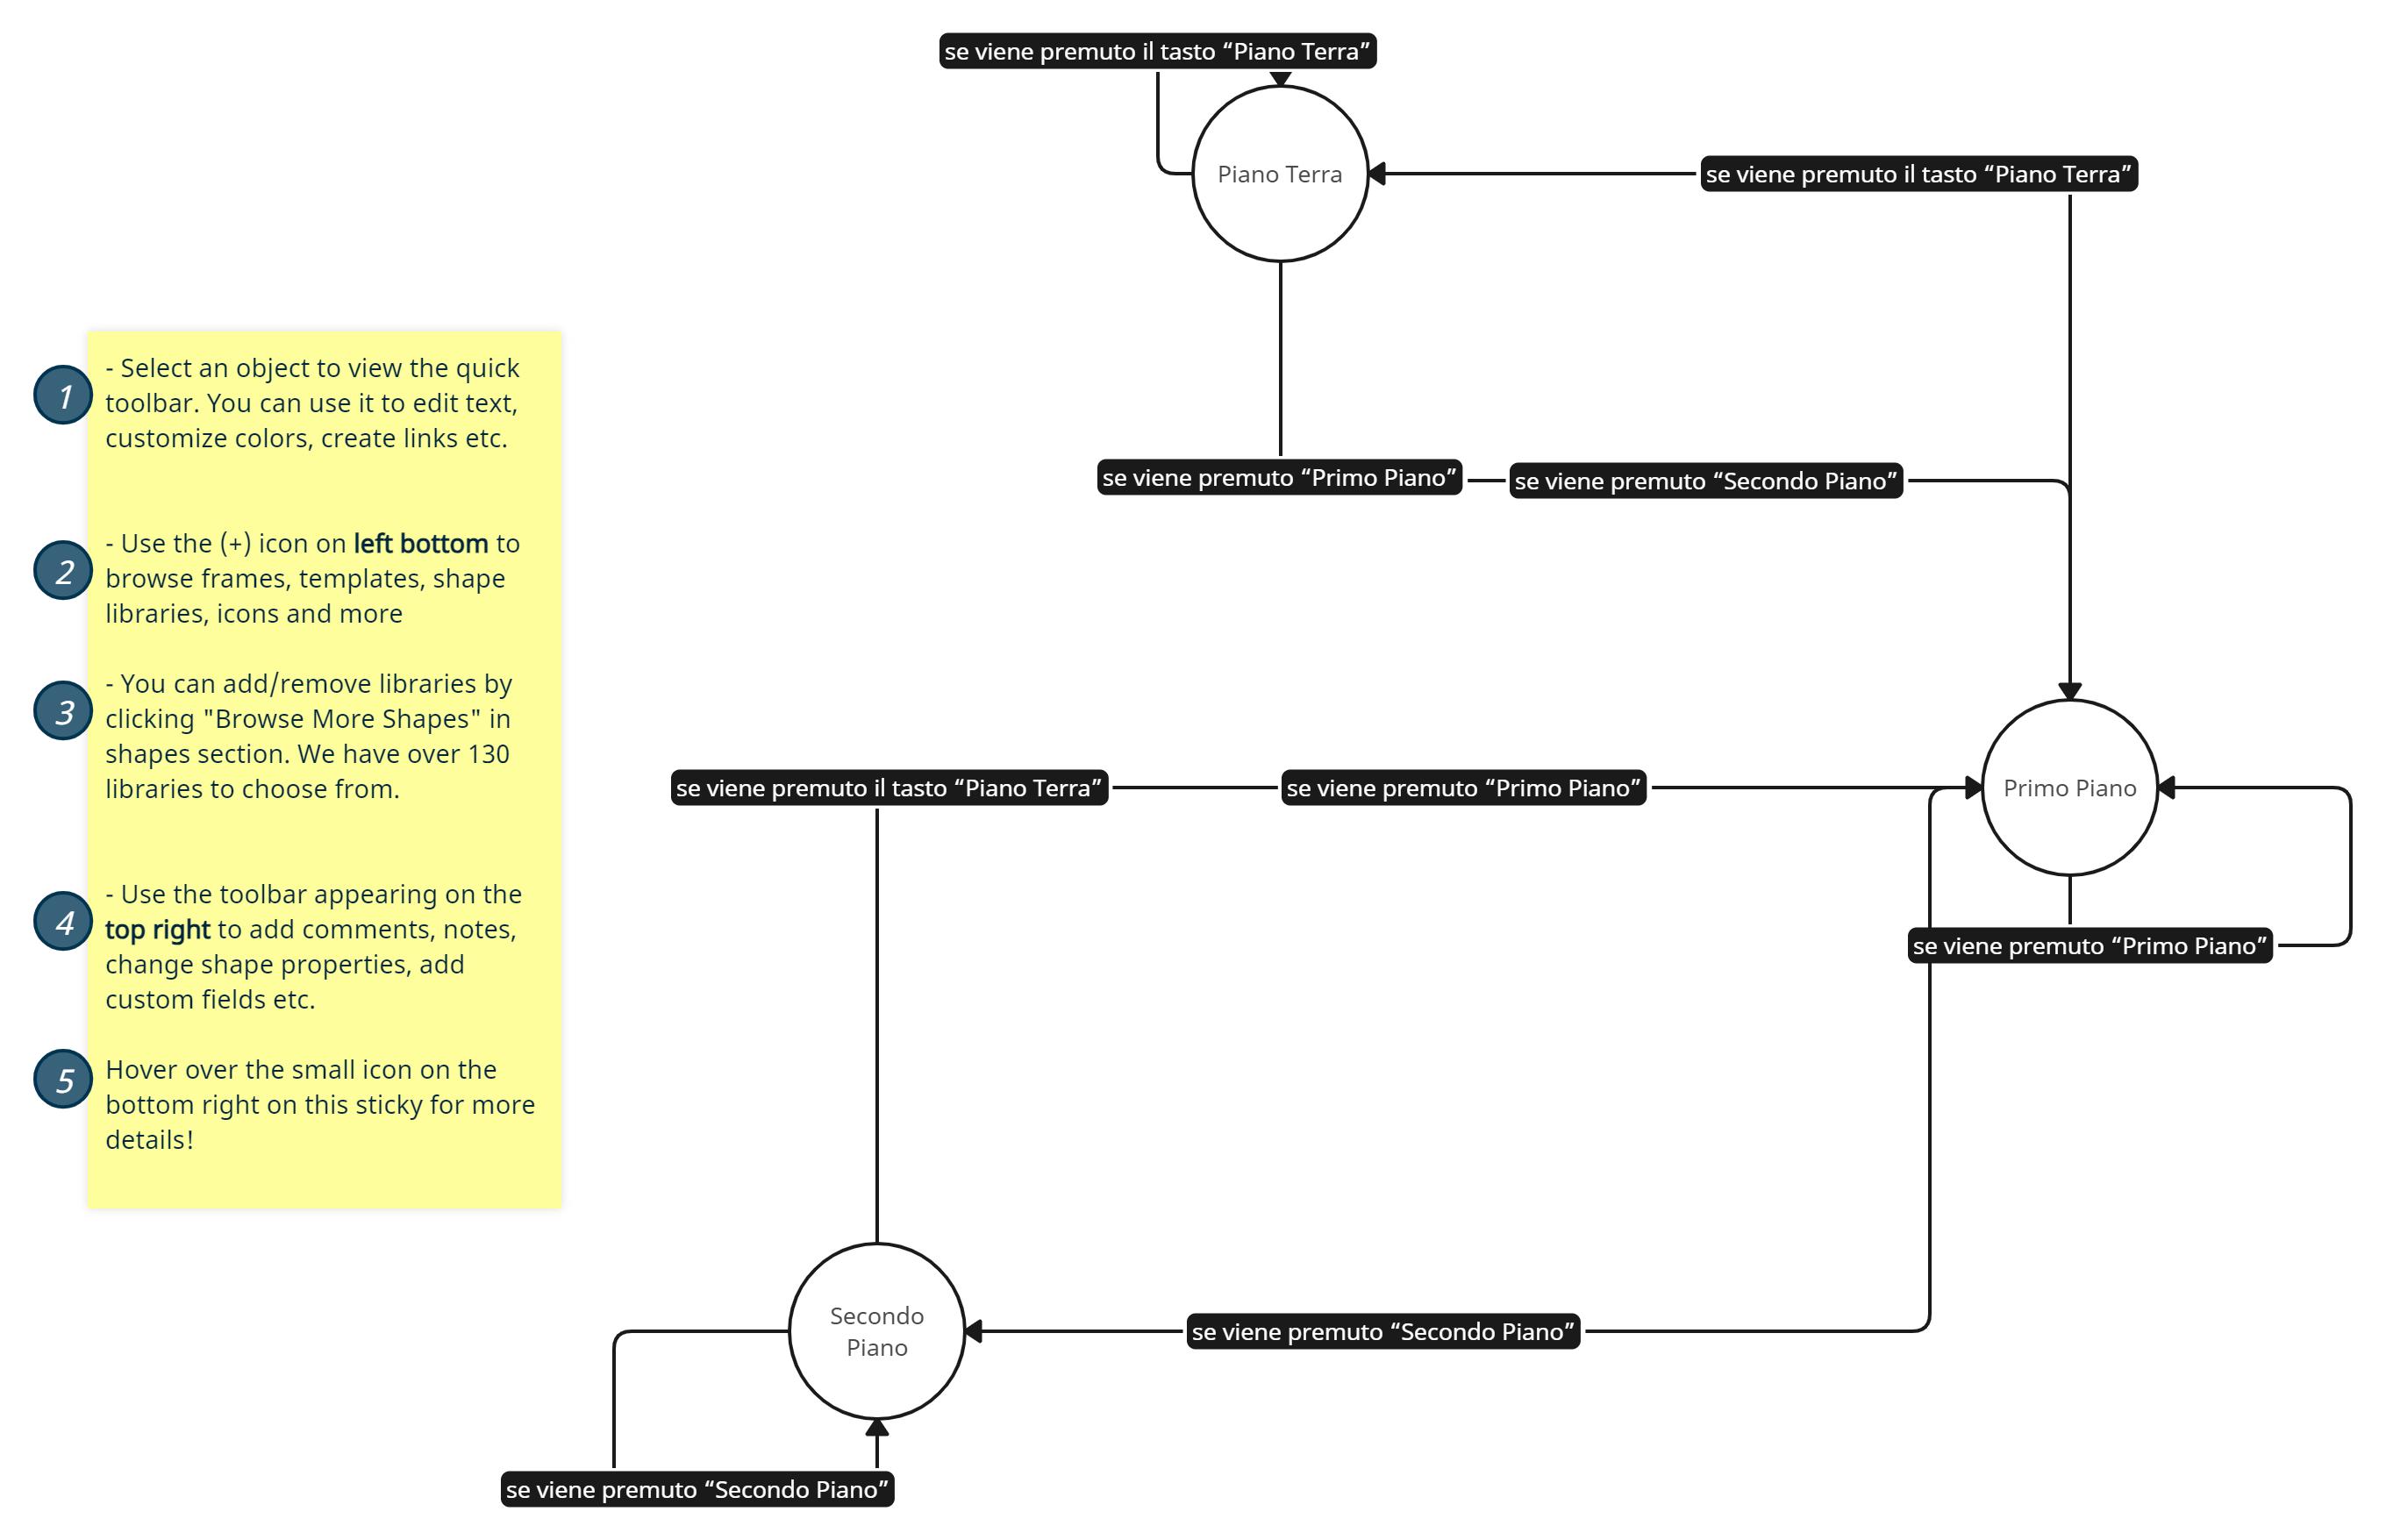 se viene premuto il tasto “Piano Terra”
Piano Terra
se viene premuto il tasto “Piano Terra”
se viene premuto “Primo Piano”
se viene premuto “Secondo Piano”
1
- Select an object to view the quick
toolbar. You can use it to edit text,
customize colors, create links etc.
2
- Use the (+) icon on left bottom to
browse frames, templates, shape
libraries, icons and more
3
- You can add/remove libraries by
clicking "Browse More Shapes" in
shapes section. We have over 130
libraries to choose from.
4
- Use the toolbar appearing on the
top right to add comments, notes,
change shape properties, add
custom fields etc.
5
Hover over the small icon on the
bottom right on this sticky for more
details!
se viene premuto il tasto “Piano Terra”
se viene premuto “Primo Piano”
Primo Piano
se viene premuto “Primo Piano”
Secondo
Piano
se viene premuto “Secondo Piano”
se viene premuto “Secondo Piano”